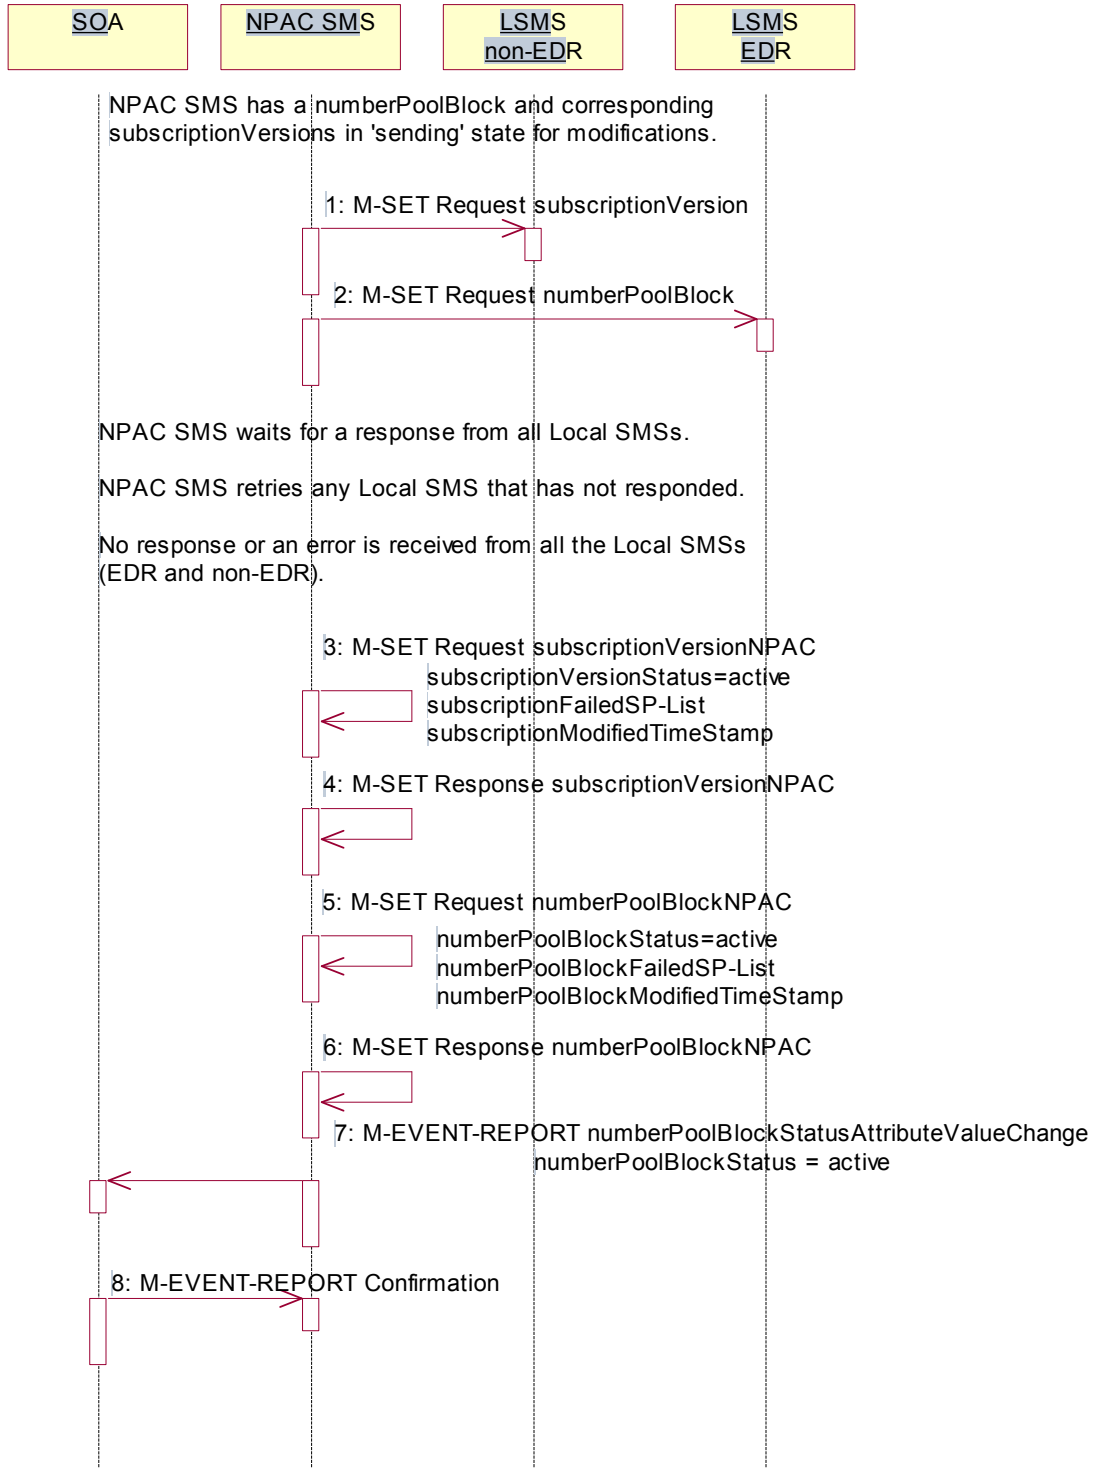 SOA
NPAC SMS
LSMS
non-EDR
LSMS
EDR
NPAC SMS has a numberPoolBlock and corresponding
subscriptionVersions in 'sending' state for modifications.
1: M-SET Request subscriptionVersion
2: M-SET Request numberPoolBlock
NPAC SMS waits for a response from all Local SMSs.
NPAC SMS retries any Local SMS that has not responded.
No response or an error is received from all the Local SMSs
(EDR and non-EDR).
3: M-SET Request subscriptionVersionNPAC
subscriptionVersionStatus=active
subscriptionFailedSP-List
subscriptionModifiedTimeStamp
4: M-SET Response subscriptionVersionNPAC
5: M-SET Request numberPoolBlockNPAC
numberPoolBlockStatus=active
numberPoolBlockFailedSP-List
numberPoolBlockModifiedTimeStamp
6: M-SET Response numberPoolBlockNPAC
7: M-EVENT-REPORT numberPoolBlockStatusAttributeValueChange
numberPoolBlockStatus = active
8: M-EVENT-REPORT Confirmation